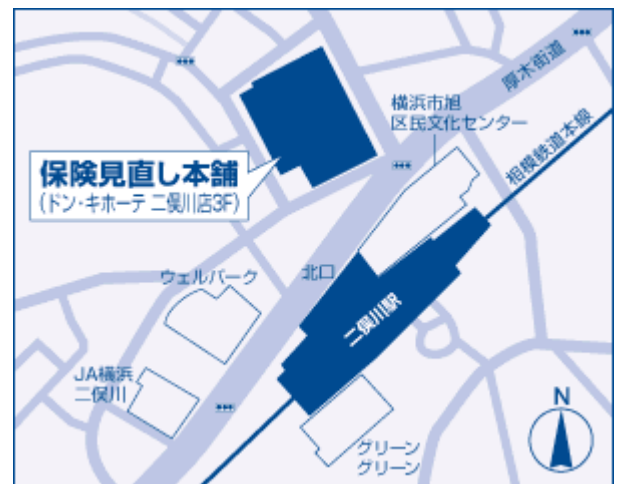 厚木街道
横浜市旭
区民文化センター
相模鉄道本線
保険見直し本舗
(ドン・キホーテ 二俣川店3F)
ウェルパーク
北口
二俣川駅
JA横浜
二俣川
グリーン
グリーン
N